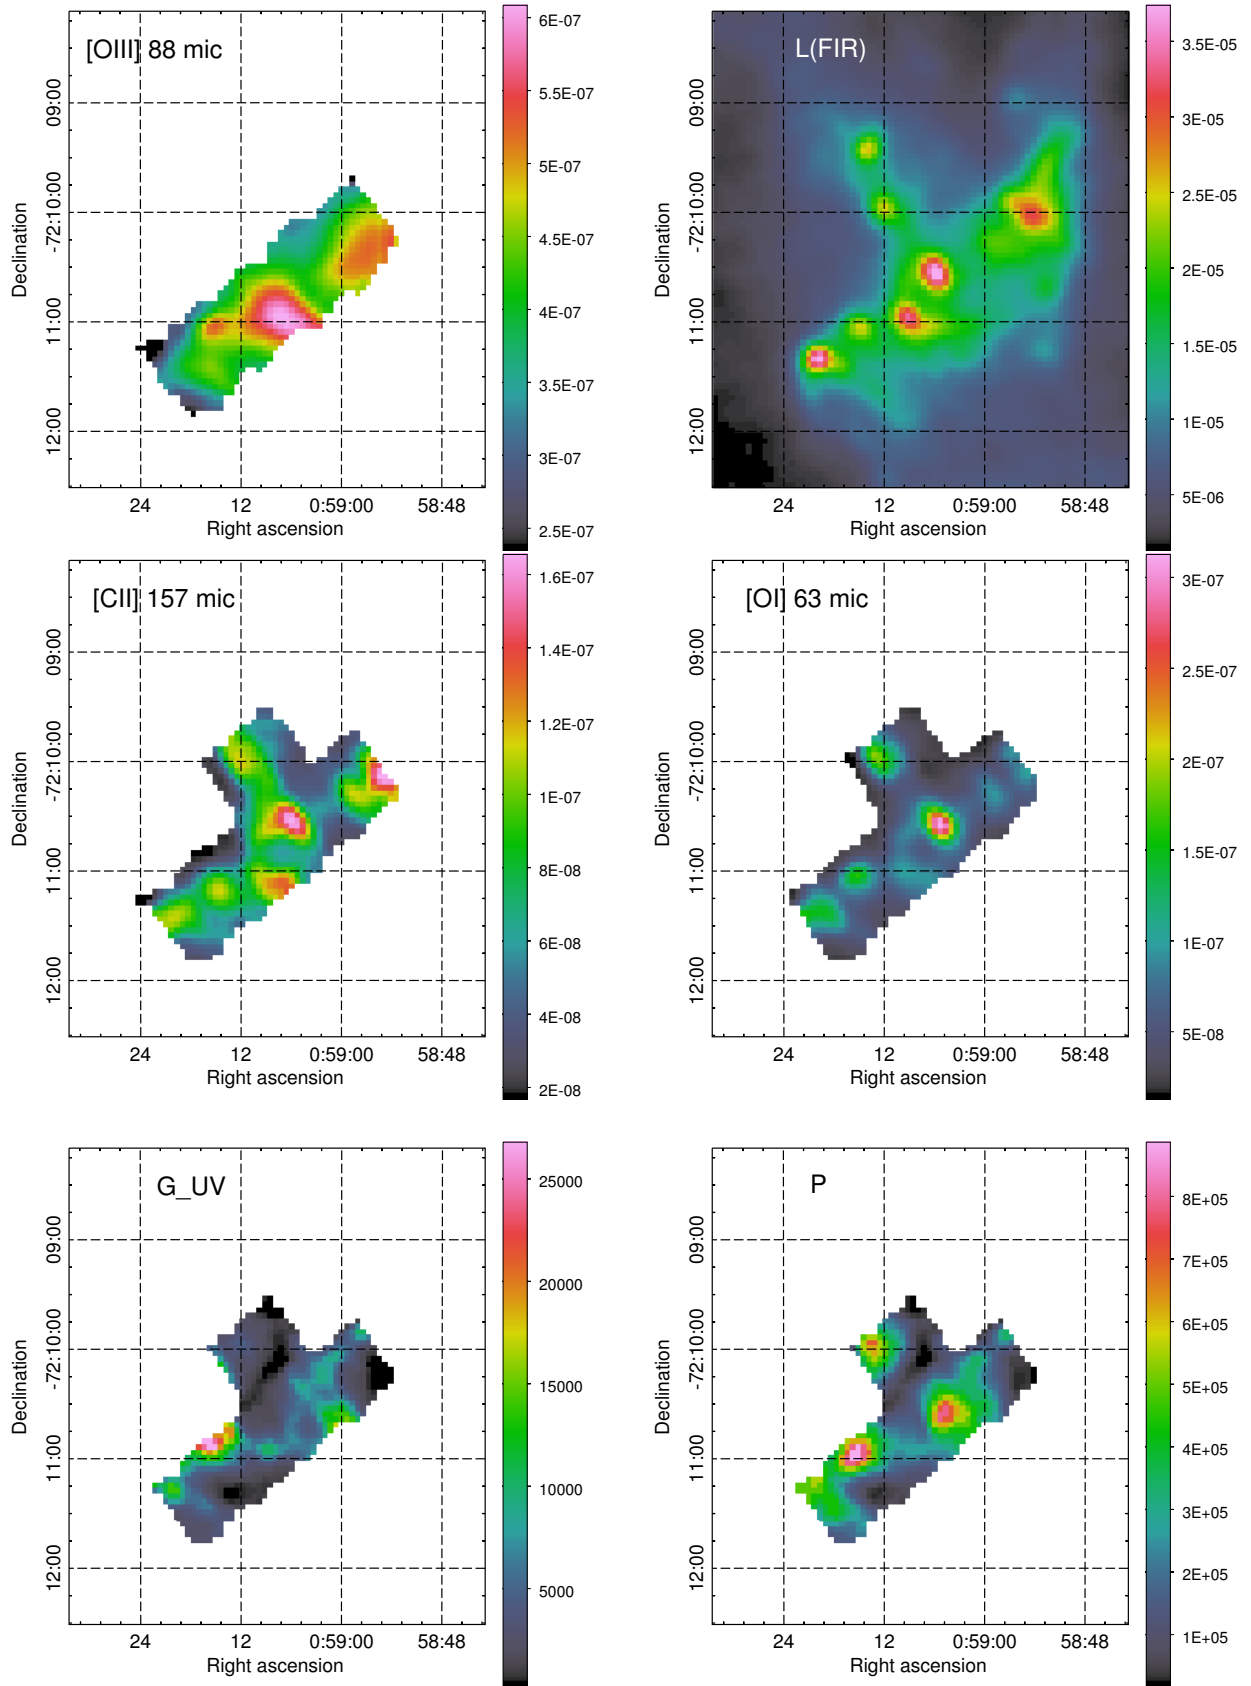 [OIII] 88 mic
Declination
09:00
-72:10:00
11:00
12:00
24
12
0:59:00
58:48
Right ascension
6E-07
5.5E-07
5E-07
4.5E-07
4E-07
3.5E-07
3E-07
2.5E-07
L(FIR)
Declination
09:00
-72:10:00
11:00
12:00
24
12
0:59:00
58:48
Right ascension
3.5E-05
3E-05
2.5E-05
2E-05
1.5E-05
1E-05
5E-06
[CII] 157 mic
Declination
09:00
-72:10:00
11:00
12:00
24
12
0:59:00
58:48
Right ascension
1.6E-07
1.4E-07
1.2E-07
1E-07
8E-08
6E-08
4E-08
2E-08
[OI] 63 mic
Declination
09:00
-72:10:00
11:00
12:00
24
12
0:59:00
58:48
Right ascension
3E-07
2.5E-07
2E-07
1.5E-07
1E-07
5E-08
G_UV
Declination
09:00
-72:10:00
11:00
12:00
24
12
0:59:00
58:48
Right ascension
25000
20000
15000
10000
5000
P
Declination
09:00
-72:10:00
11:00
12:00
24
12
0:59:00
58:48
Right ascension
8E+05
7E+05
6E+05
5E+05
4E+05
3E+05
2E+05
1E+05